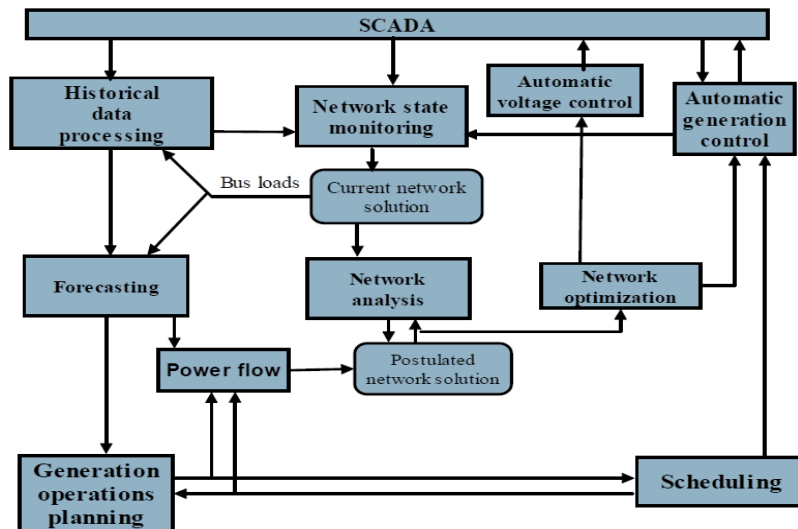 SCADA
Historical
data
processing
Network state
monitoring
Automatic
voltage control
Automatic
generation
control
Bus loads
Current network
solution
Forecasting
Network
analysis
Network
optimization
Power flow
Postulated
network solution
Generation
operations
planning
Scheduling